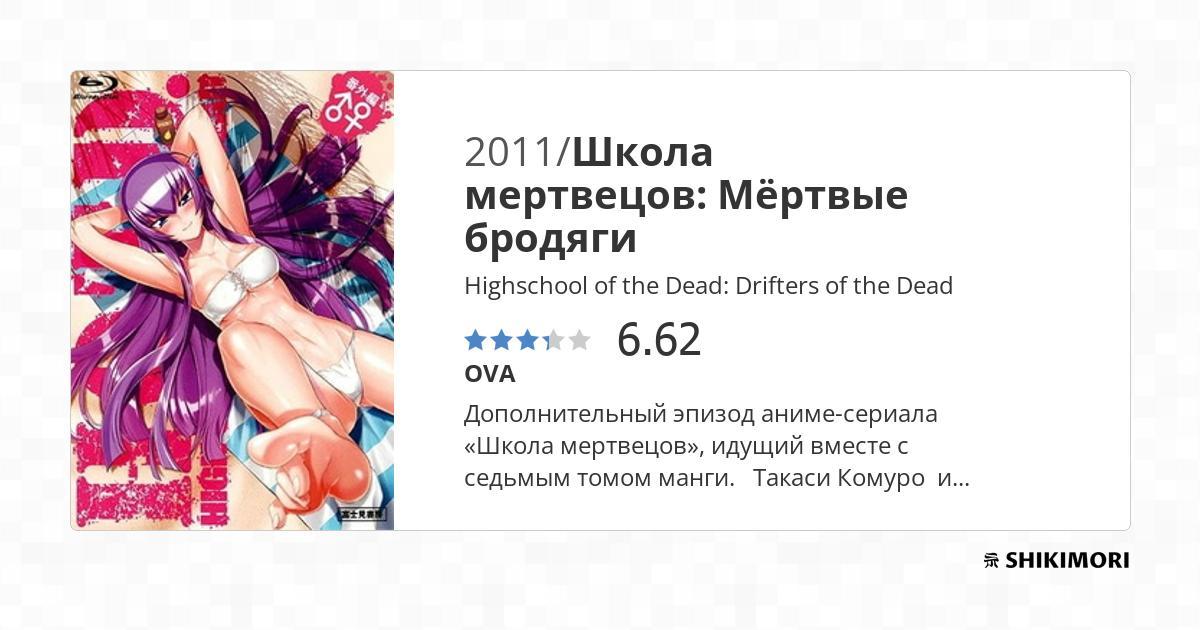 番外編
2011/Школа
мертвецов: Мёртвые
бродяги
Highschool of the Dead: Drifters of the Dead
6.62
OVA
Дополнительный эпизод аниме-сериала
«Школа мертвецов», идущий вместе с
седьмым томом манги. Такаси Комуро и...
富士見書房
SHIKIMORI